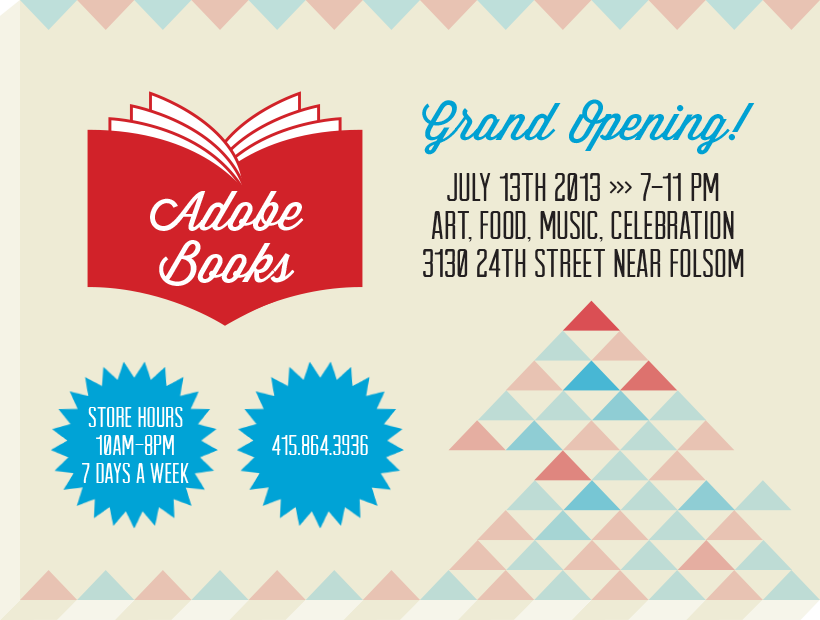 Adobe
Books
Grand Opening!
JULY 13TH 2013 >>> 7-11 PM
ART, FOOD, MUSIC, CELEBRATION
3130 24TH STREET NEAR FOLSOM
STORE HOURS
10AM-8PM
7 DAYS A WEEK
415.864.3936